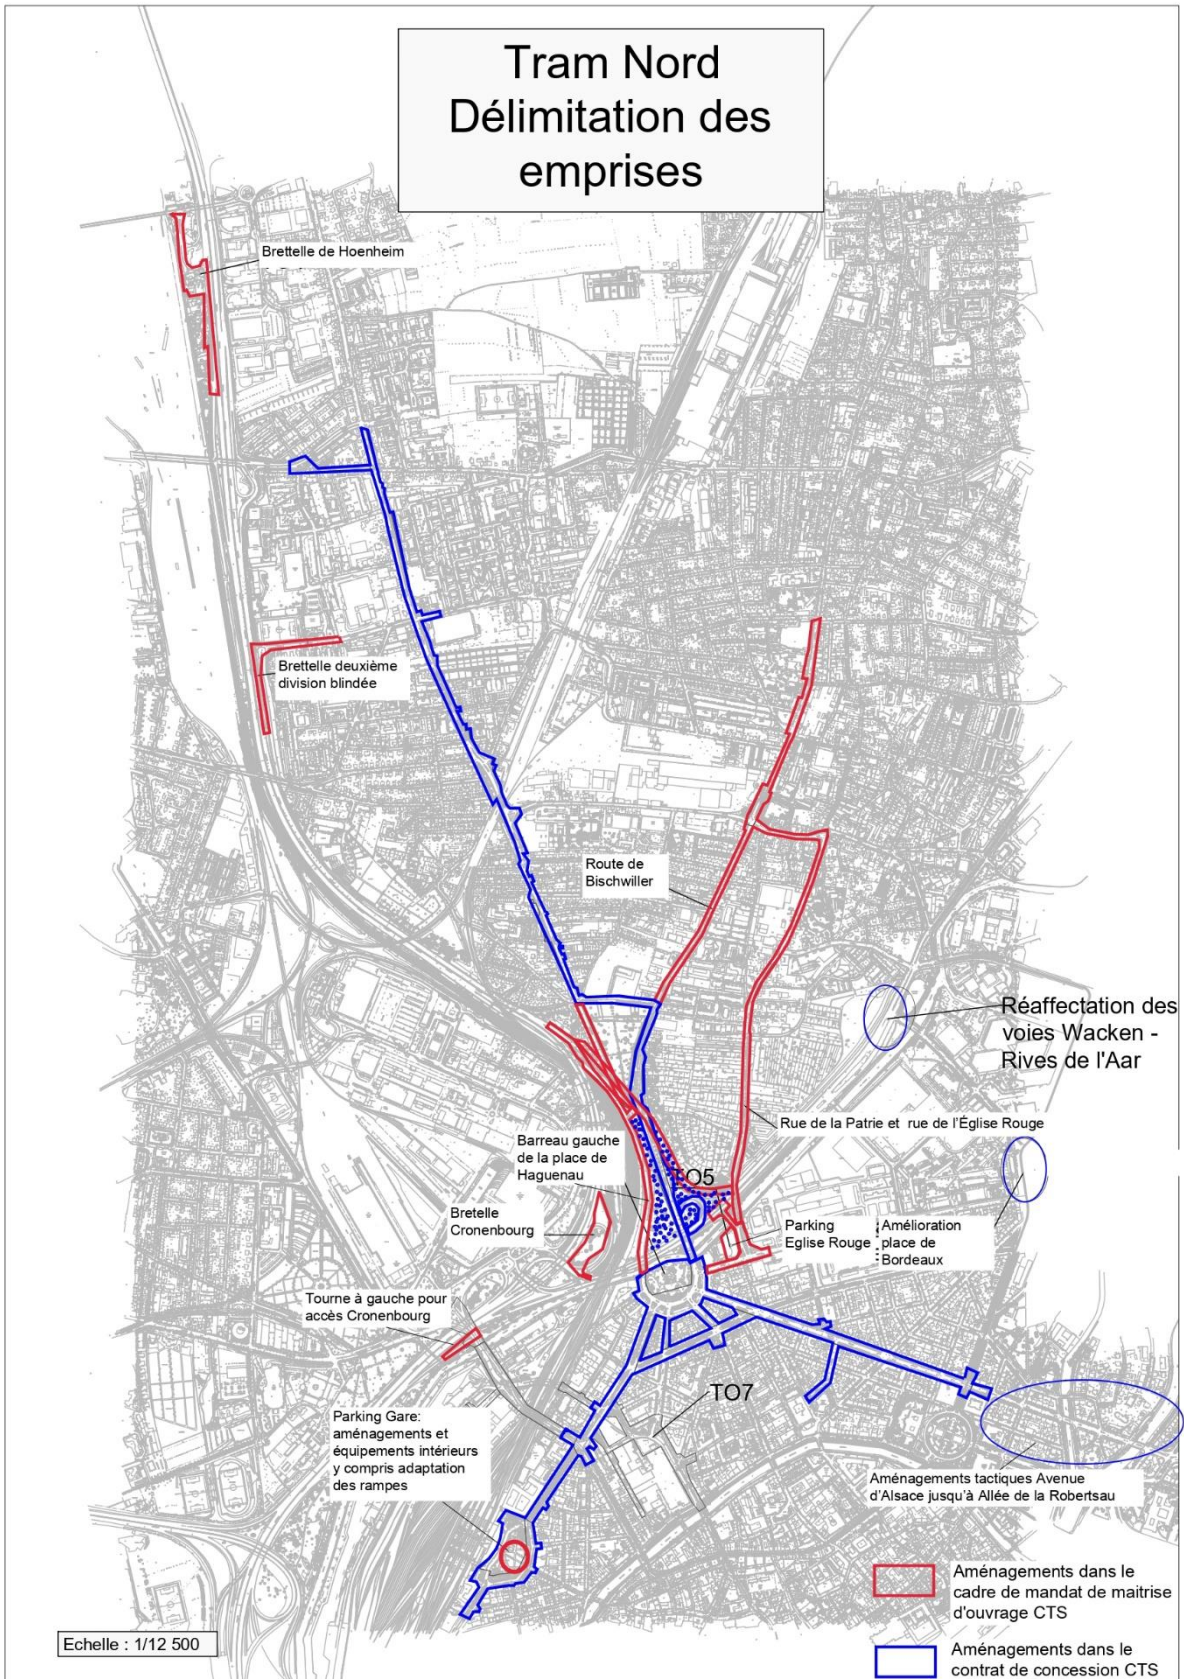 Tram Nord
Délimitation des
emprises
Brettelle de Hoenheim
Brettelle deuxième
division blindée
Route de
Bischwiller
Réaffectation des
voies Wacken -
Rives de l'Aar
Rue de la Patrie et rue de l'Église Rouge
Barreau gauche
de la place de
Haguenau
TO5
Bretelle
Cronenbourg
Parking
Eglise Rouge
Amélioration
place de
Bordeaux
Tourne à gauche pour
accès Cronenbourg
TO7
Parking Gare:
aménagements et
équipements intérieurs
y compris adaptation
des rampes
Aménagements tactiques Avenue
d'Alsace jusqu'à Allée de la Robertsau
Aménagements dans le
cadre de mandat de maitrise
d'ouvrage CTS
Echelle : 1/12 500
Aménagements dans le
contrat de concession CTS